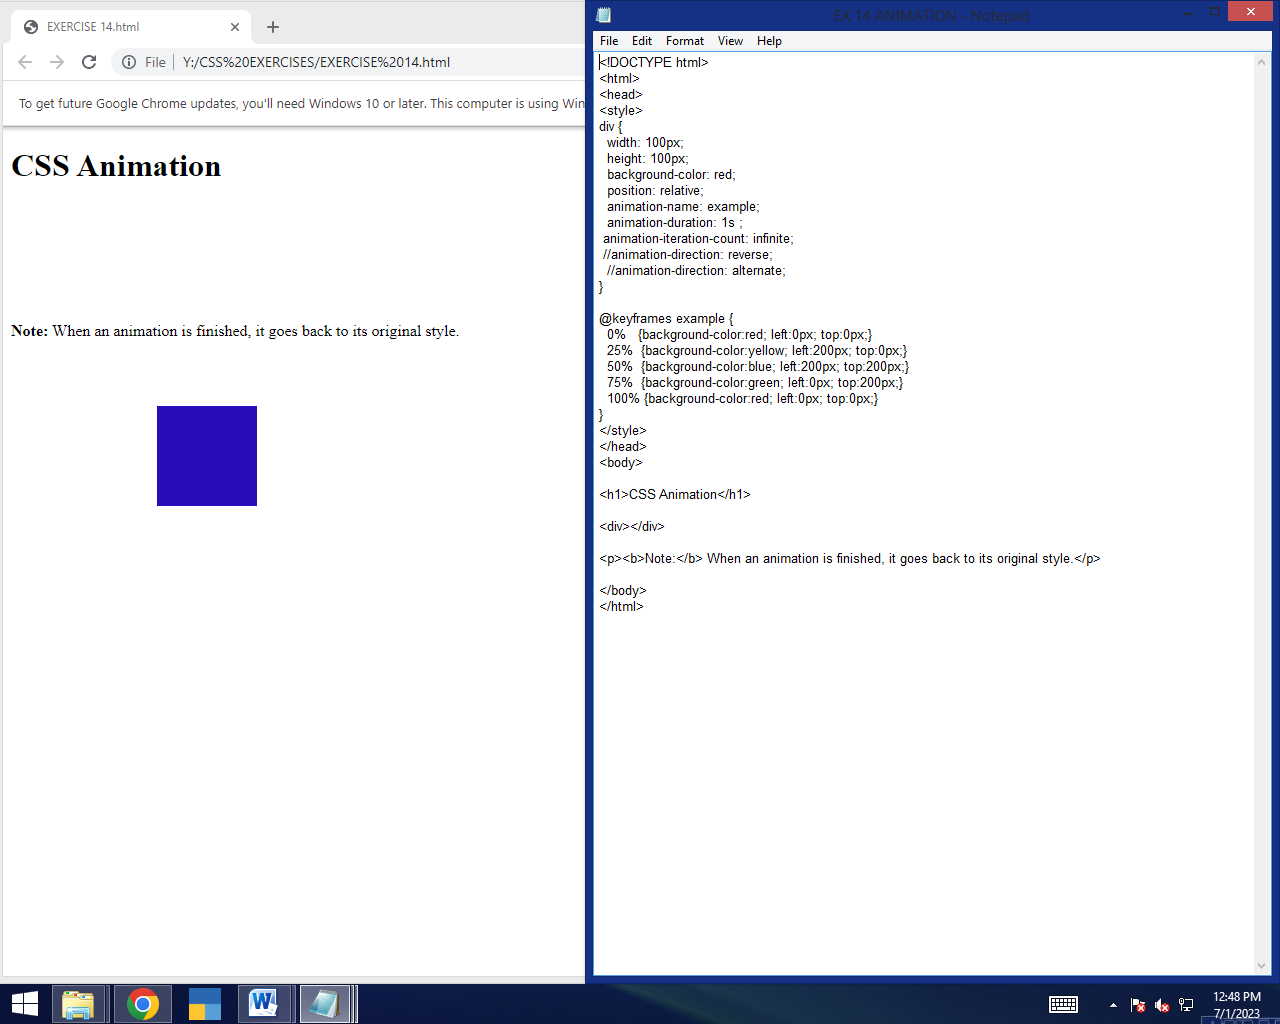 EXERCISE 14.html
File
Y:/CSS%20EXERCISES/EXERCISE%2014.html
To get future Google Chrome updates, you'll need Windows 10 or later. This computer is using Win
CSS Animation
Note: When an animation is finished, it goes back to its original style.
EX 14 ANIMATION - Notepad
File Edit Format View Help
<!DOCTYPE html>
<html>
<head>
<style>
div {
width: 100px;
height: 100px;
background-color: red;
position: relative;
animation-name: example;
animation-duration: 1s ;
animation-iteration-count: infinite;
//animation-direction: reverse;
//animation-direction: alternate;
}
@keyframes example {
0% {background-color:red; left:0px; top:0px;}
25% {background-color:yellow; left:200px; top:0px;}
50% {background-color:blue; left:200px; top:200px;}
75% {background-color:green; left:0px; top:200px;}
100% {background-color:red; left:0px; top:0px;}
}
</style>
</head>
<body>
<h1>CSS Animation</h1>
<div></div>
<p><b>Note:</b> When an animation is finished, it goes back to its original style.</p>
</body>
</html>
12:48 PM
7/1/2023